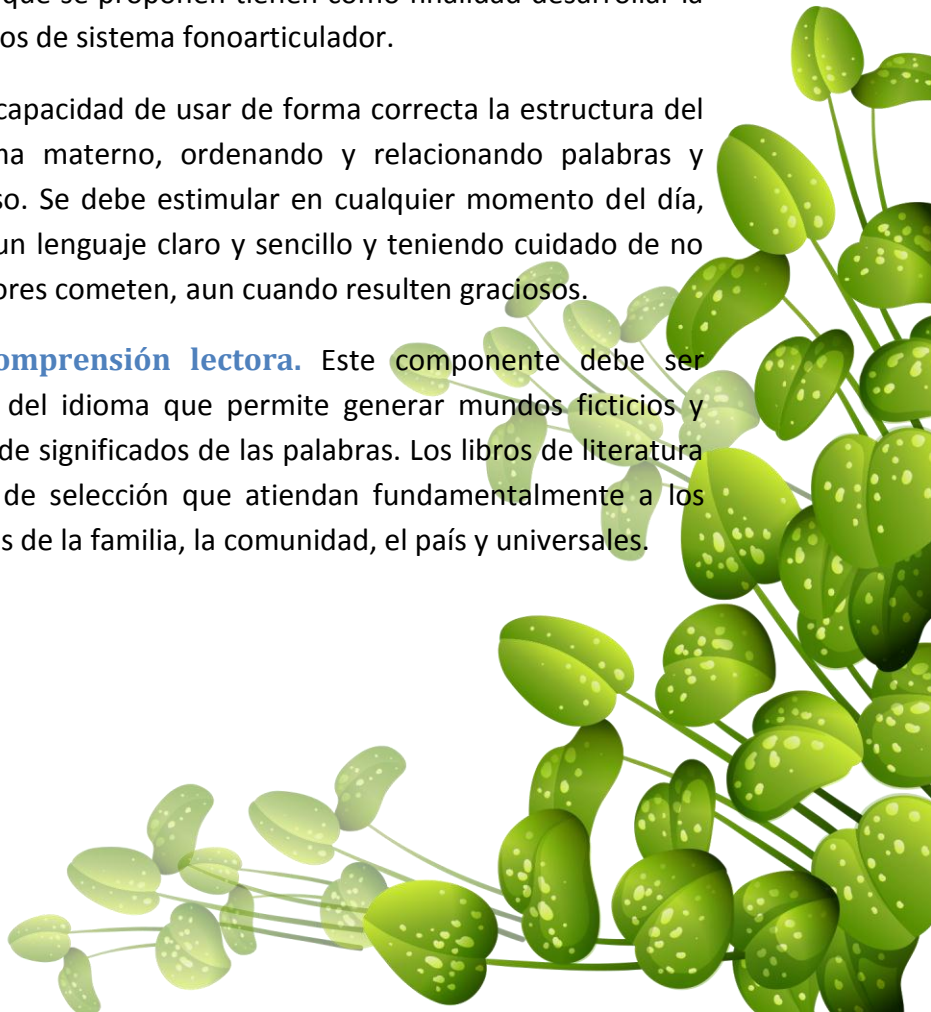 que se proponen tienen como finalidad desarrollar la
os de sistema fonoarticulador.
capacidad de usar de forma correcta la estructura del
na materno, ordenando y relacionando palabras y
so. Se debe estimular en cualquier momento del día,
un lenguaje claro y sencillo y teniendo cuidado de no
ores cometen, aun cuando resulten graciosos.
omprensión lectora. Este componente debe ser
del idioma que permite generar mundos ficticios y
de significados de las palabras. Los libros de literatura
de selección que atiendan fundamentalmente a los
s de la familia, la comunidad, el país y universales.